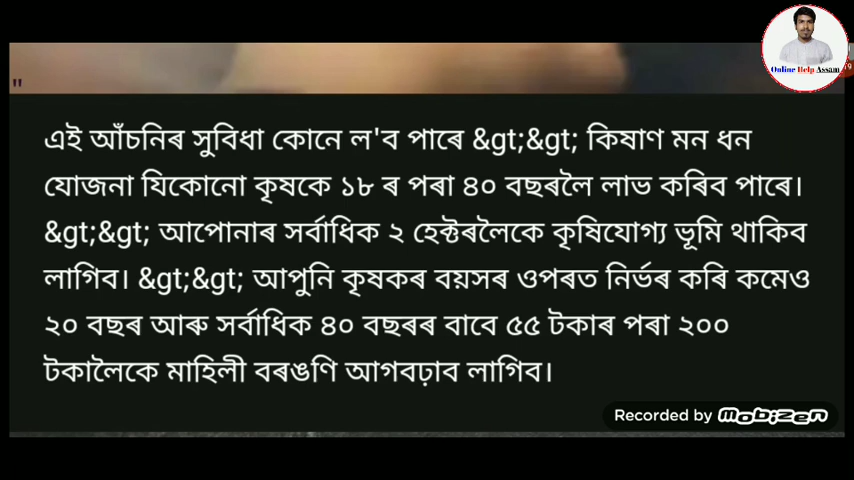 Online Help Assam
"
এই আঁচনিৰ সুবিধা কোনে ল'ব পাৰে &gt;&gt; কিষাণ মন ধন
যোজনা যিকোনো কৃষকে ১৮ ৰ পৰা ৪০ বছৰলৈ লাভ কৰিব পাৰে।
&gt;&gt; আপোনাৰ সৰ্বাধিক ২ হেক্টৰলৈকে কৃষিযোগ্য ভূমি থাকিব
লাগিব। &gt;&gt; আপুনি কৃষকৰ বয়সৰ ওপৰত নিৰ্ভৰ কৰি কমেও
২০ বছৰ আৰু সৰ্বাধিক ৪০ বছৰৰ বাবে ৫৫ টকাৰ পৰা ২০০
টকালৈকে মাহিলী বৰঙণি আগবঢ়াব লাগিব।
Recorded by mobizen